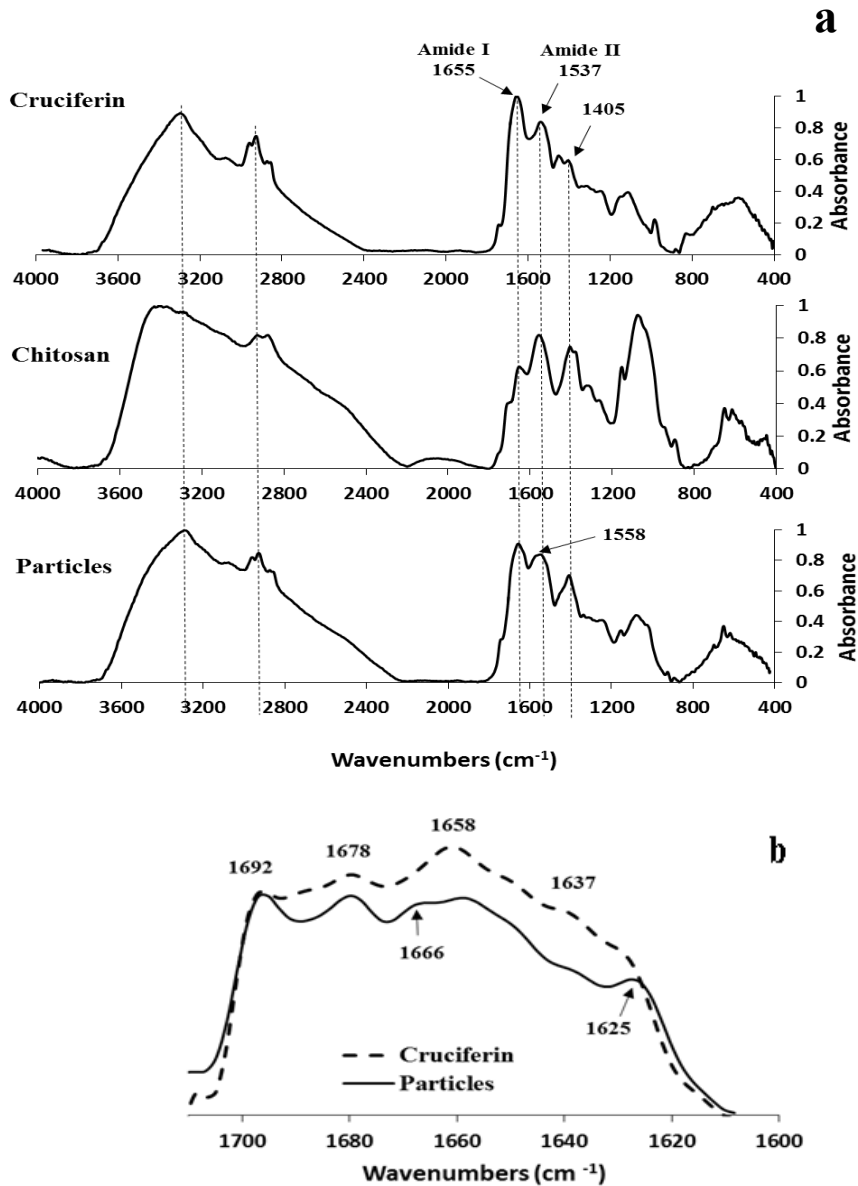 a
Amide I
1655
Amide II
1537
1405
Cruciferin
1
0.8
0.6
0.4
0.2
0
Absorbance
4000 3600 3200 2800 2400 2000 1600 1200 800 400
Chitosan
1
0.8
0.6
0.4
0.2
0
Absorbance
4000 3600 3200 2800 2400 2000 1600 1200 800 400
Particles
1558
1
0.8
0.6
0.4
0.2
0
Absorbance
4000 3600 3200 2800 2400 2000 1600 1200 800 400
Wavenumbers (cm⁻¹)
b
1692
1678
1658
1637
1666
1625
Cruciferin
Particles
1700 1680 1660 1640 1620 1600
Wavenumbers (cm ⁻¹)